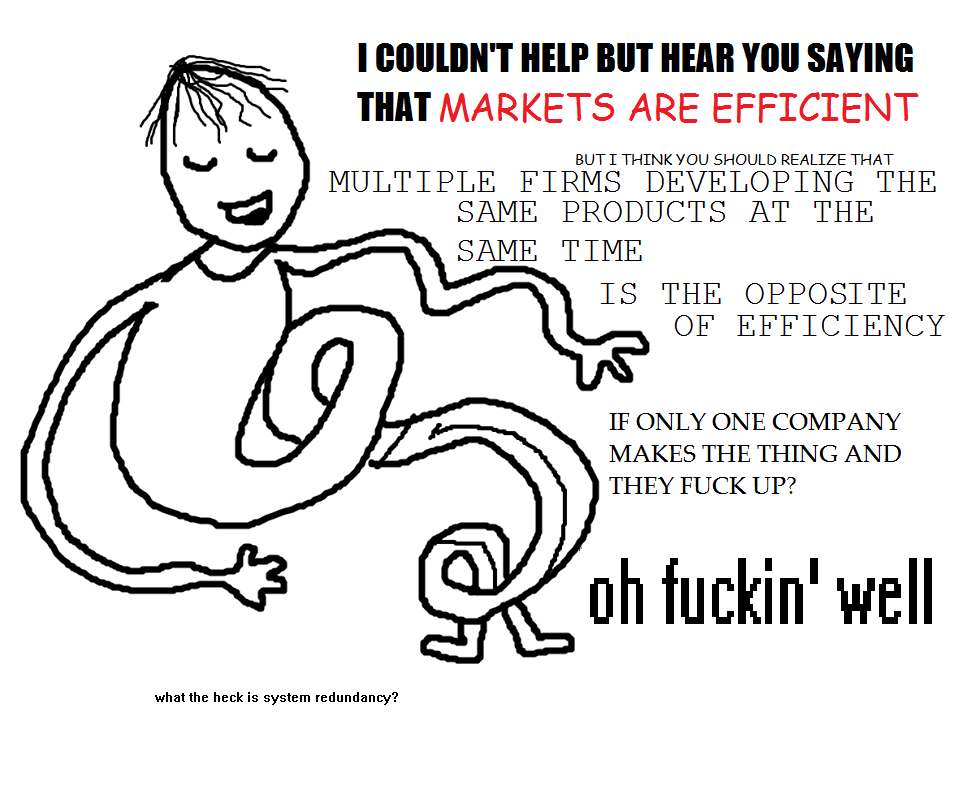 I COULDN'T HELP BUT HEAR YOU SAYING
THAT MARKETS ARE EFFICIENT
BUT I THINK YOU SHOULD REALIZE THAT
MULTIPLE FIRMS DEVELOPING THE
SAME PRODUCTS AT THE
SAME TIME
IS THE OPPOSITE
OF EFFICIENCY
IF ONLY ONE COMPANY
MAKES THE THING AND
THEY FUCK UP?
oh fuckin' well
what the heck is system redundancy?